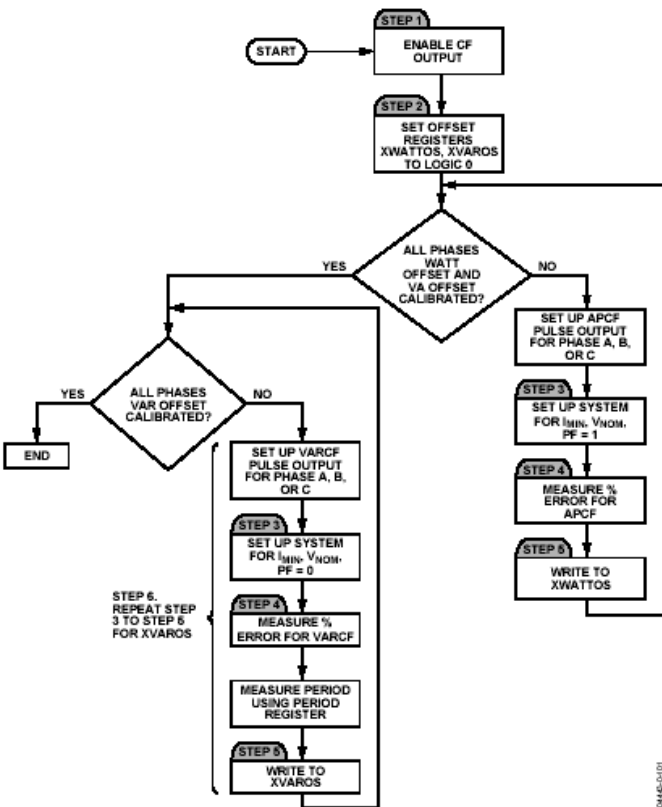 STEP 1
START
ENABLE CF
OUTPUT
STEP 2
SET OFFSET
REGISTERS
XWATTOS, XVAROS
TO LOGIC 0
ALL PHASES
WATT
OFFSET AND
VA OFFSET
CALIBRATED?
YES
NO
SET UP APCF
PULSE OUTPUT
FOR PHASE A, B,
OR C
STEP 3
SET UP SYSTEM
FOR IMIN, VNOM,
PF = 1
STEP 4
MEASURE %
ERROR FOR
APCF
STEP 5
WRITE TO
XWATTOS
ALL PHASES
VAR OFFSET
CALIBRATED?
YES
NO
END
SET UP VARCF
PULSE OUTPUT
FOR PHASE A, B,
OR C
STEP 3
SET UP SYSTEM
FOR IMIN, VNOM,
PF = 0
STEP 6.
REPEAT STEP
3 TO STEP 5
FOR XVAROS
STEP 4
MEASURE %
ERROR FOR VARCF
MEASURE PERIOD
USING PERIOD
REGISTER
STEP 5
WRITE TO
XVAROS